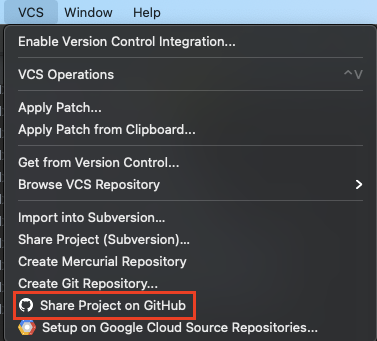 VCS Window Help
Enable Version Control Integration...
VCS Operations ^V
Apply Patch...
Apply Patch from Clipboard...
Get from Version Control...
Browse VCS Repository
Import into Subversion...
Share Project (Subversion)...
Create Mercurial Repository
Create Git Repository...
Share Project on GitHub
Setup on Google Cloud Source Repositories...